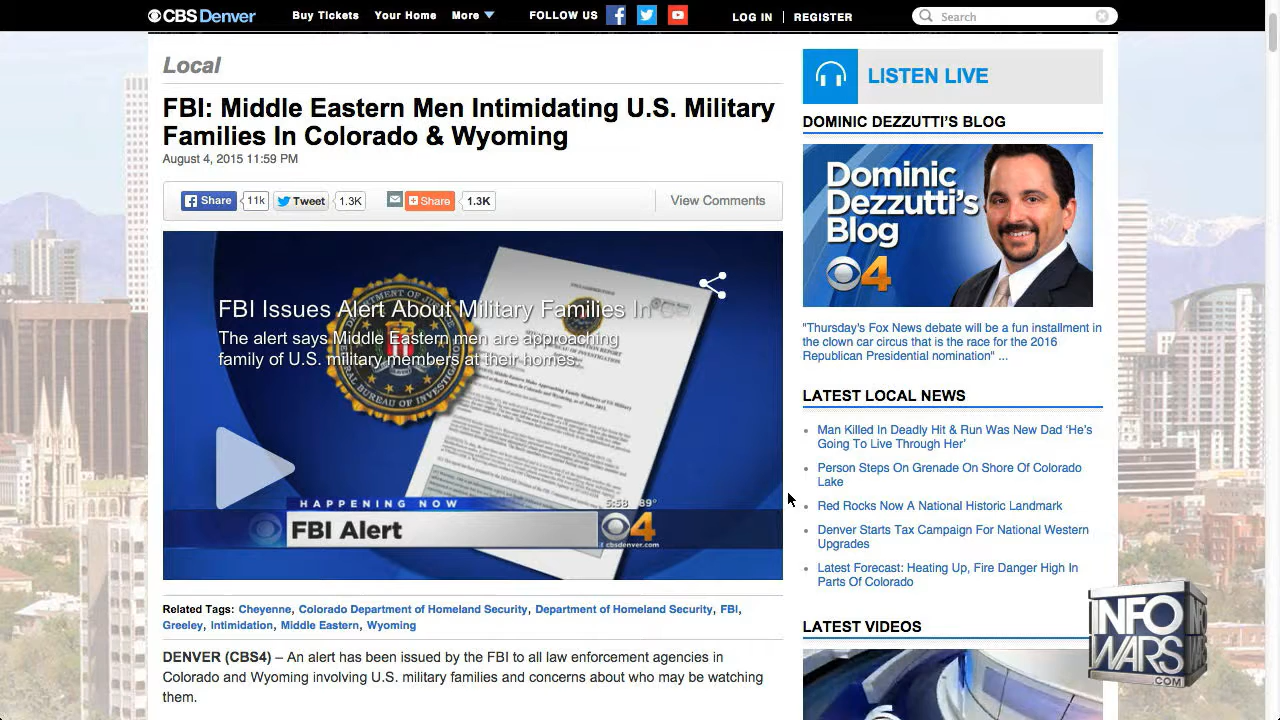 CBS Denver
Buy Tickets
Your Home
More
FOLLOW US
LOG IN
REGISTER
Search
Local
FBI: Middle Eastern Men Intimidating U.S. Military
Families In Colorado & Wyoming
August 4, 2015 11:59 PM
Share
11k
Tweet
1.3K
Share
1.3K
View Comments
FBI Issues Alert About Military Families In
The alert says Middle Eastern men are approaching
family of U.S. military members at their homes.
HAPPENING NOW
5:58 89°
FBI Alert
4
cbsdenver.com
Related Tags: Cheyenne, Colorado Department of Homeland Security, Department of Homeland Security, FBI,
Greeley, Intimidation, Middle Eastern, Wyoming
DENVER (CBS4) – An alert has been issued by the FBI to all law enforcement agencies in
Colorado and Wyoming involving U.S. military families and concerns about who may be watching
them.
LISTEN LIVE
DOMINIC DEZZUTTI'S BLOG
Dominic
Dezzutti's
Blog
4
"Thursday's Fox News debate will be a fun installment in
the clown car circus that is the race for the 2016
Republican Presidential nomination" ...
LATEST LOCAL NEWS
Man Killed In Deadly Hit & Run Was New Dad 'He's
Going To Live Through Her'
Person Steps On Grenade On Shore Of Colorado
Lake
Red Rocks Now A National Historic Landmark
Denver Starts Tax Campaign For National Western
Upgrades
Latest Forecast: Heating Up, Fire Danger High In
Parts Of Colorado
LATEST VIDEOS
INFO
WARS
.COM